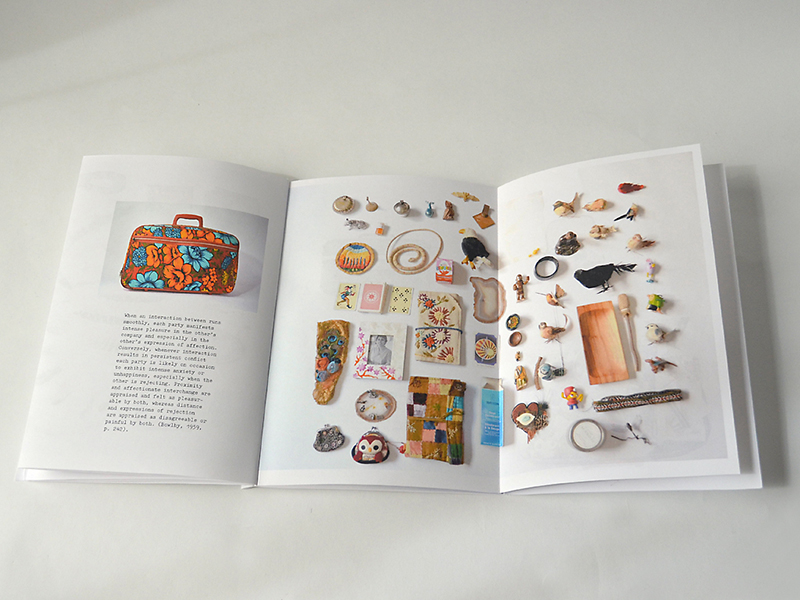 When an interaction between runs
smoothly, each party manifests
intense pleasure in the other's
company and especially in the
other's expression of affection.
Conversely, whenever interaction
results in persistent conflict
each party is likely on occasion
to exhibit intense anxiety or
unhappiness, especially when the
other is rejecting. Proximity
and affectionate interchange are
appraised and felt as pleasur-
able by both, whereas distance
and expressions of rejection
are appraised as disagreeable or
painful by both. (Bowlby, 1959,
p. 242).